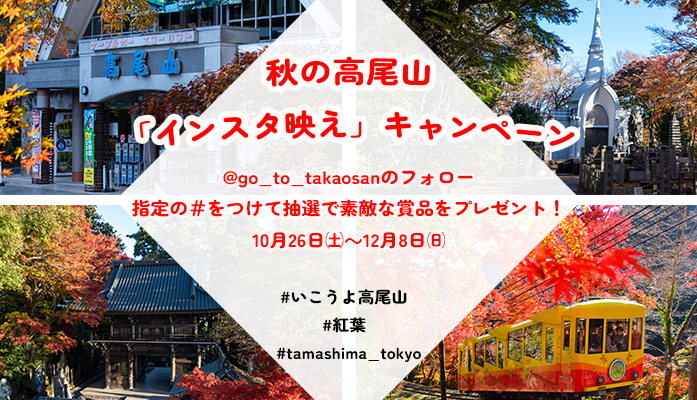 ケーブルカー エコーリフト
高尾山
秋の高尾山
「インスタ映え」キャンペーン
@go_to_takaosanのフォロー
指定の＃をつけて抽選で素敵な賞品をプレゼント！
10月26日㈯～12月8日㈰
#いこうよ高尾山
#紅葉
#tamashima_tokyo